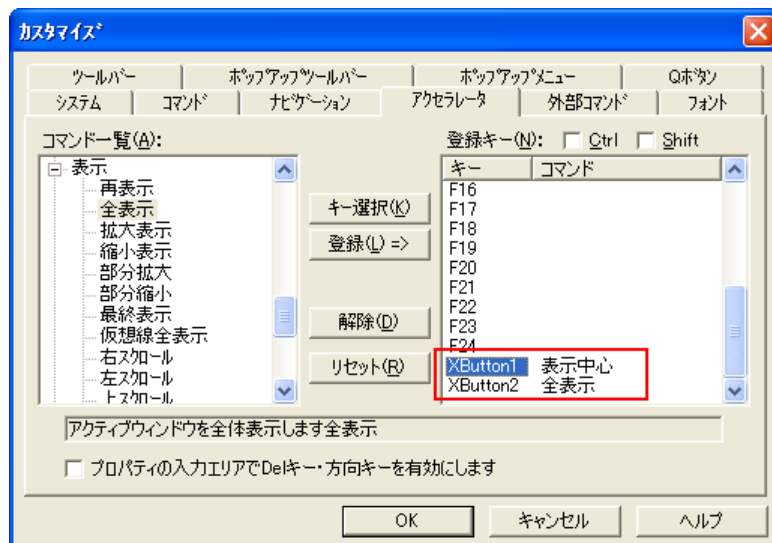 カスタマイズ
ツールバー ポップアップツールバー ポップアップメニュー Qボタン
システム コマンド ナビゲーション アクセラレータ 外部コマンド フォント
コマンド一覧(A):
登録キー(N): Ctrl Shift
表示
再表示
全表示
拡大表示
縮小表示
部分拡大
部分縮小
最終表示
仮想線全表示
右スクロール
左スクロール
上スクロール
キー選択(K)
登録(L) =>
解除(D)
リセット(R)
キー コマンド
F16
F17
F18
F19
F20
F21
F22
F23
F24
XButton1 表示中心
XButton2 全表示
アクティブウィンドウを全体表示します全表示
プロパティの入力エリアでDelキー・方向キーを有効にします
OK キャンセル ヘルプ